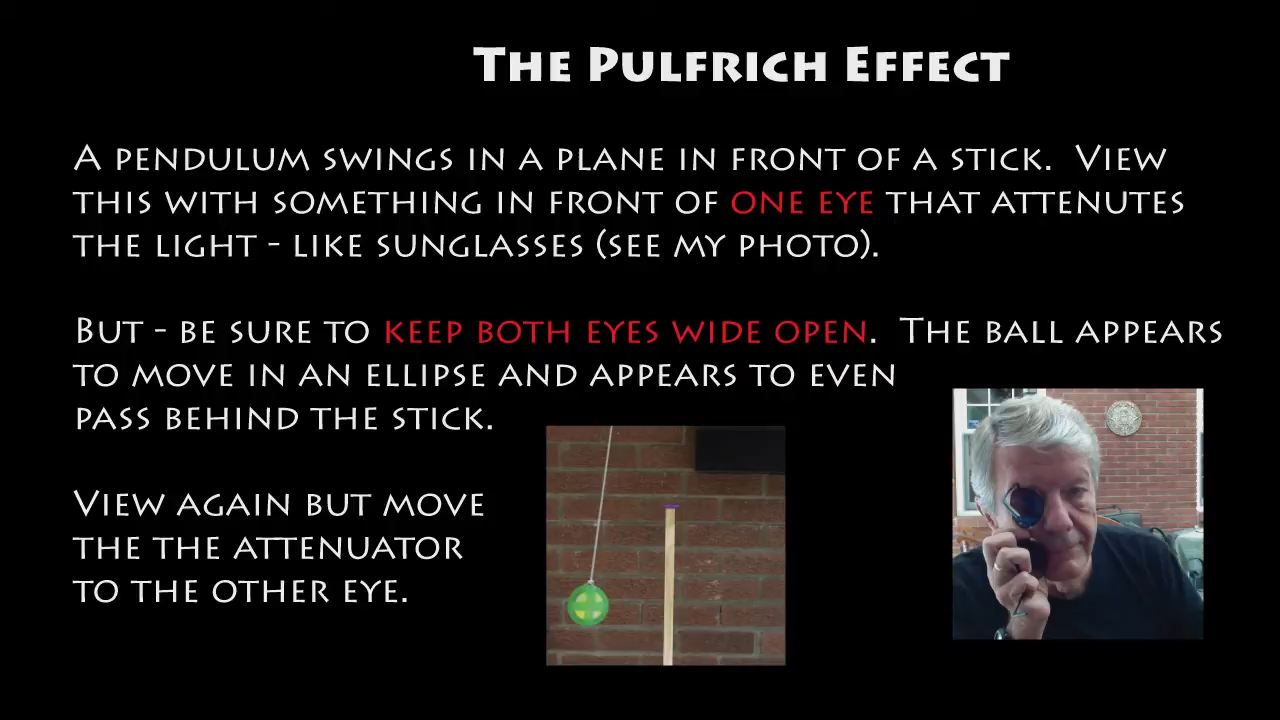 The Pulfrich Effect
A pendulum swings in a plane in front of a stick.  View
this with something in front of one eye that attenutes
the light - like sunglasses (see my photo).
But - be sure to keep both eyes wide open.  The ball appears
to move in an ellipse and appears to even
pass behind the stick.
View again but move
the the attenuator
to the other eye.